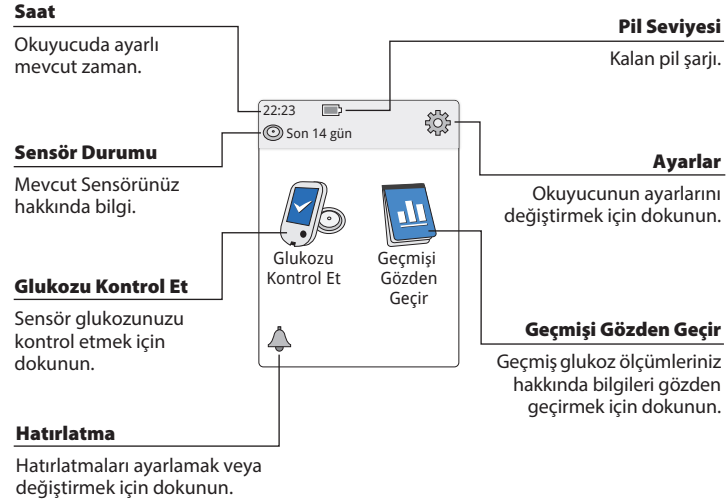 Saat
Okuyucuda ayarlı
mevcut zaman.
Sensör Durumu
Mevcut Sensörünüz
hakkında bilgi.
Glukozu Kontrol Et
Sensör glukozunuzu
kontrol etmek için
dokunun.
Hatırlatma
Hatırlatmaları ayarlamak veya
değiştirmek için dokunun.
22:23
Son 14 gün
Glukozu
Kontrol Et
Geçmişi
Gözden
Geçir
Pil Seviyesi
Kalan pil şarjı.
Ayarlar
Okuyucunun ayarlarını
değiştirmek için dokunun.
Geçmişi Gözden Geçir
Geçmiş glukoz ölçümleriniz
hakkında bilgileri gözden
geçirmek için dokunun.